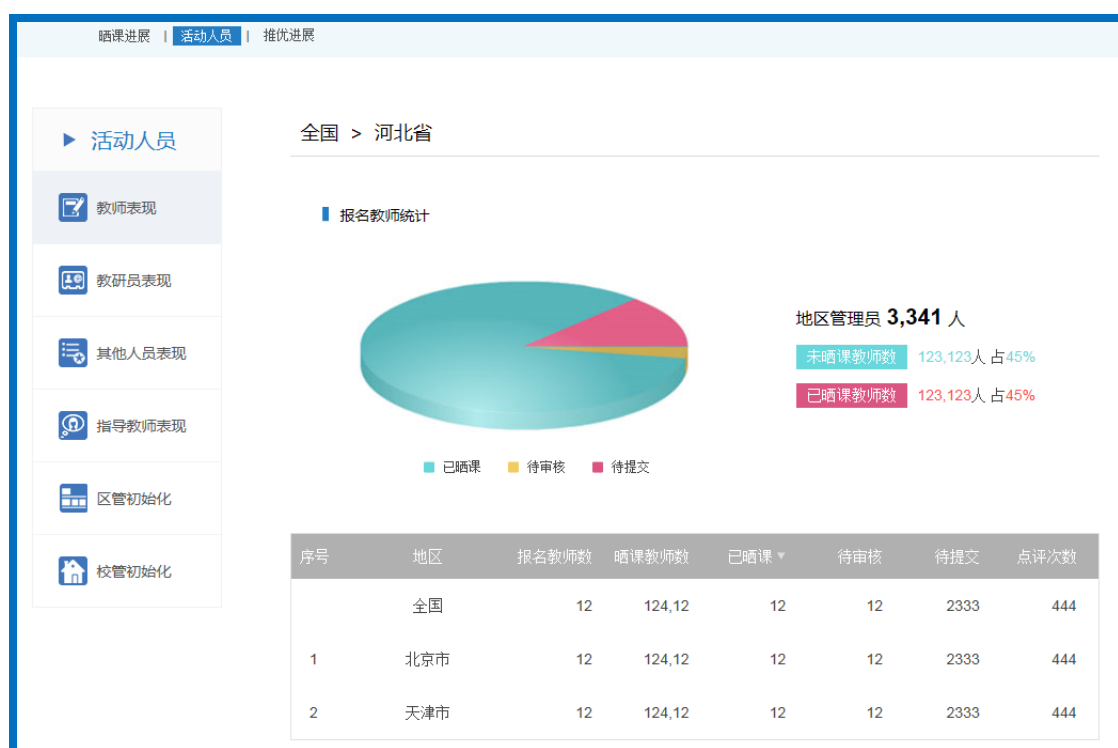 晒课进展 | 活动人员 | 推优进展
活动人员
教师表现
教研员表现
其他人员表现
指导教师表现
区管初始化
校管初始化
全国 > 河北省
报名教师统计
地区管理员 3,341 人
未晒课教师数 123,123人 占45%
已晒课教师数 123,123人 占45%
已晒课 待审核 待提交
序号 地区 报名教师数 晒课教师数 已晒课 待审核 待提交 点评次数
全国 12 124,12 12 12 2333 444
1 北京市 12 124,12 12 12 2333 444
2 天津市 12 124,12 12 12 2333 444